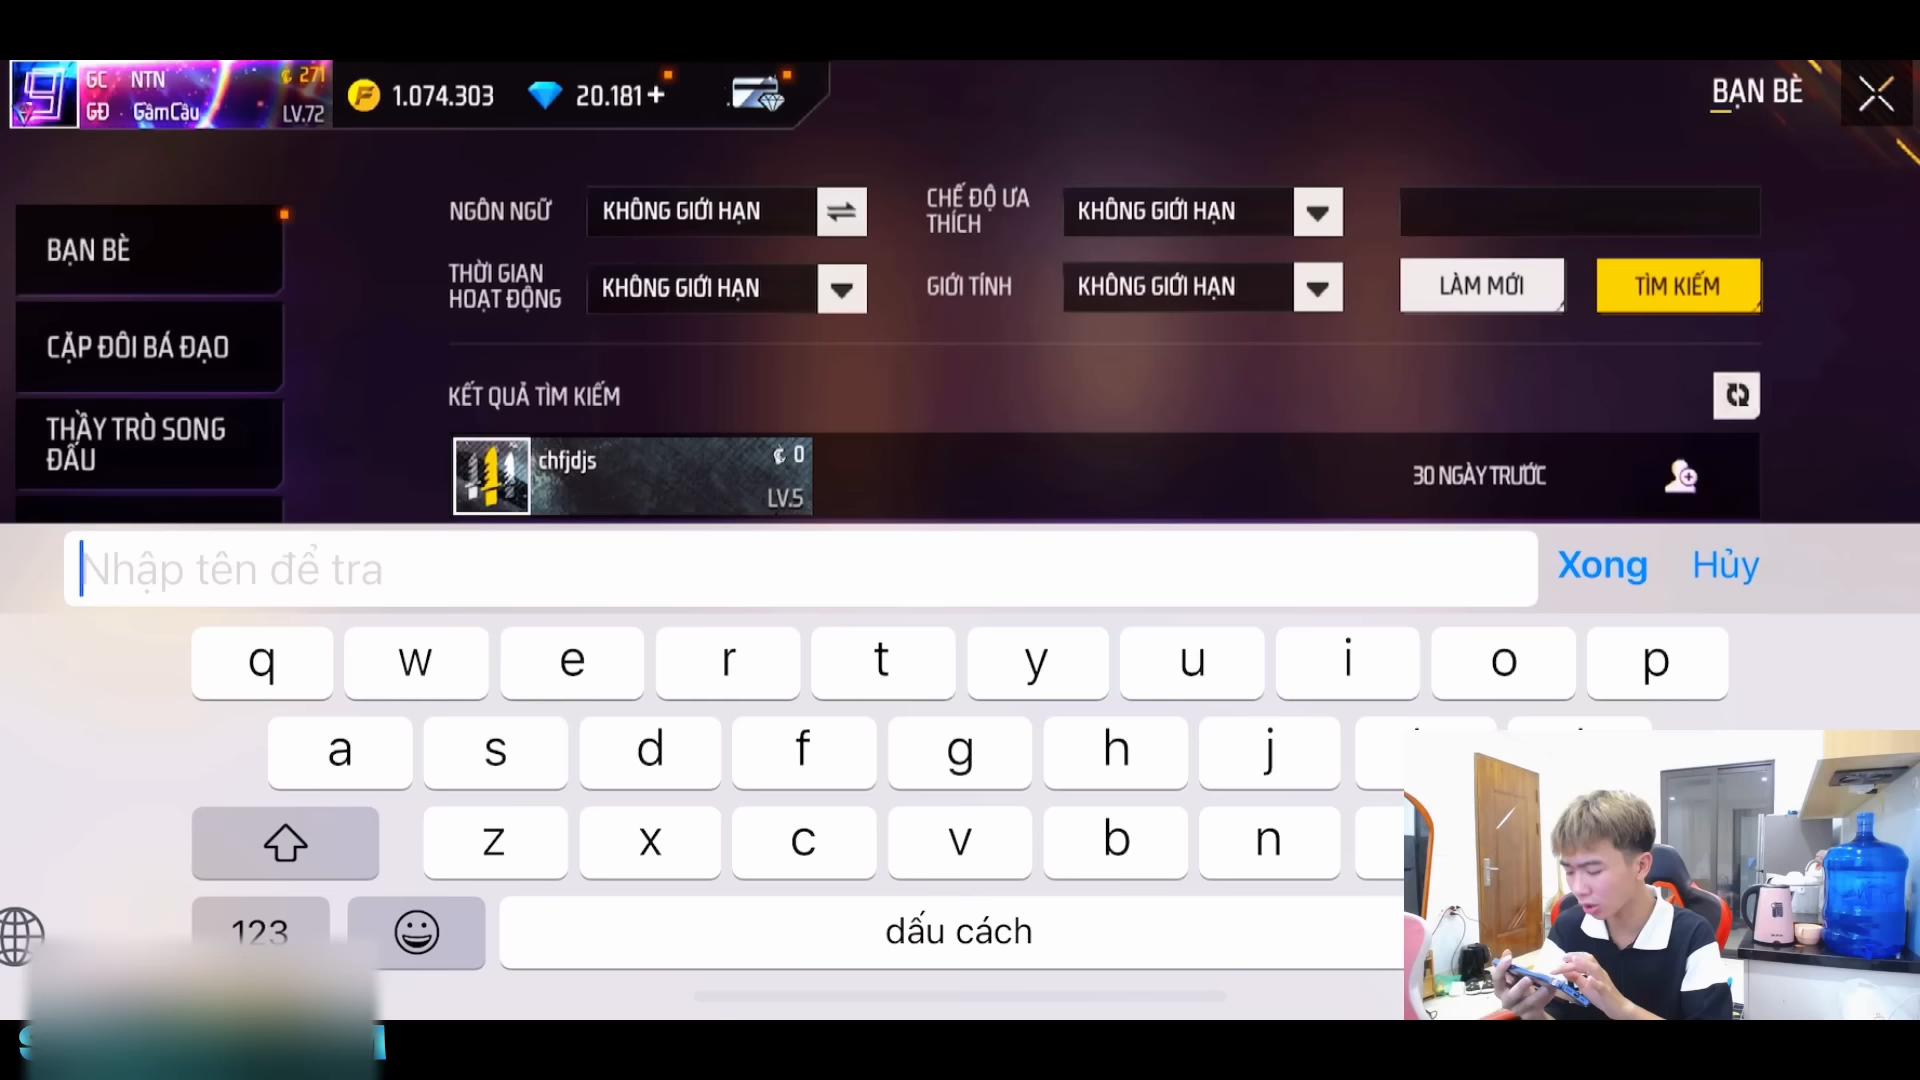 GC NTN 271
GĐ GầmCầu LV.72
1.074.303 20.181+
BẠN BÈ
BẠN BÈ
CẶP ĐÔI BÁ ĐẠO
THẦY TRÒ SONG
ĐẤU
NGÔN NGỮ KHÔNG GIỚI HẠN
CHẾ ĐỘ ƯA
THÍCH
KHÔNG GIỚI HẠN
THỜI GIAN
HOẠT ĐỘNG
KHÔNG GIỚI HẠN
GIỚI TÍNH KHÔNG GIỚI HẠN
LÀM MỚI TÌM KIẾM
KẾT QUẢ TÌM KIẾM
chfjdjs 0
LV.5
30 NGÀY TRƯỚC
Nhập tên để tra Xong Hủy
q w e r t y u i o p
a s d f g h j
z x c v b n
123 dấu cách